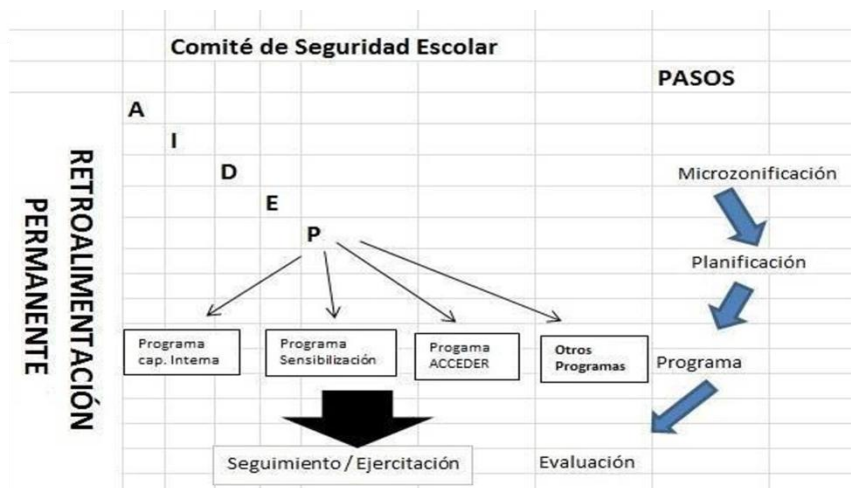 Comité de Seguridad Escolar
PASOS
A
I
D
E
P
RETROALIMENTACIÓN
PERMANENTE
Microzonificación
Planificación
Programa
cap. Interna
Programa
Sensibilización
Progama
ACCEDER
Otros
Programas
Programa
Seguimiento / Ejercitación
Evaluación